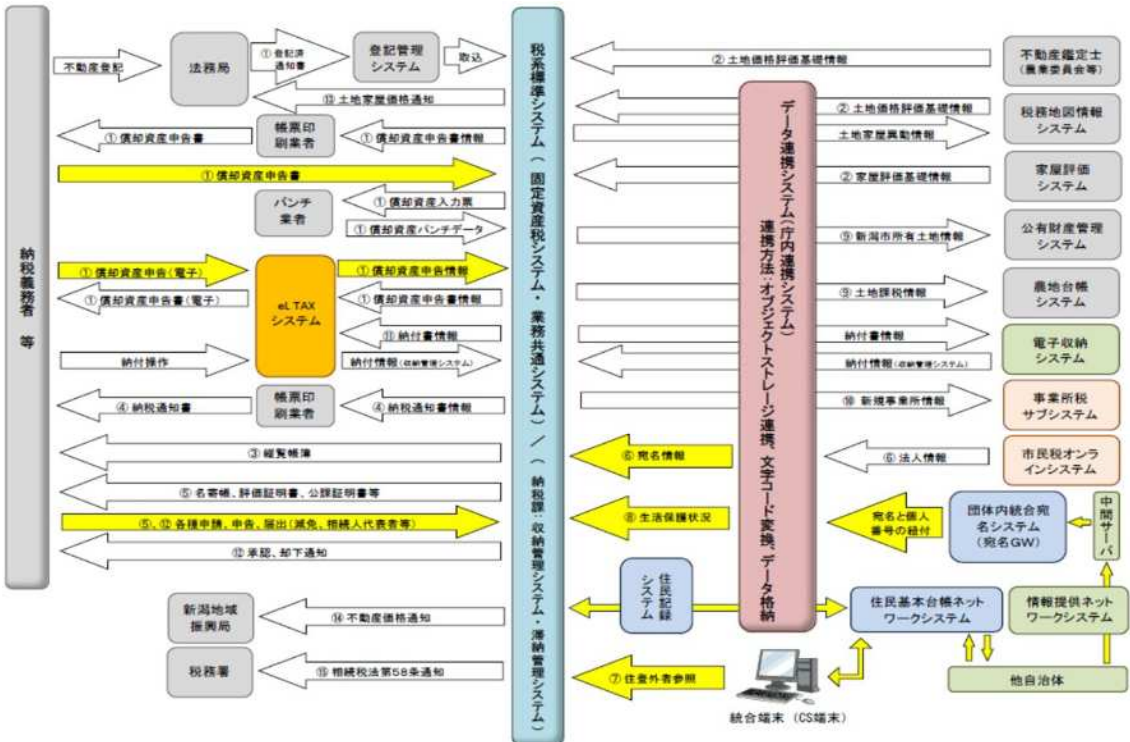 納税義務者 等
不動産登記
法務局
① 登記済
通知書
登記管理
システム
取込
⑬ 土地家屋価格通知
① 償却資産申告書
帳票印
刷業者
① 償却資産申告書情報
① 償却資産申告書
パンチ
業者
① 償却資産入力票
① 償却資産パンチデータ
① 償却資産申告(電子)
① 償却資産申告書(電子)
eLTAX
システム
① 償却資産申告情報
① 償却資産申告書情報
⑪ 納付書情報
納付操作
納付情報(収納管理システム)
④ 納税通知書
帳票印
刷業者
④ 納税通知書情報
③ 縦覧帳簿
⑤ 名寄帳、評価証明書、公課証明書等
⑤、⑫ 各種申請、申告、届出(減免、相続人代表者等)
⑫ 承認、却下通知
新潟地域
振興局
⑭ 不動産価格通知
税務署
⑮ 相続税法第58条通知
税系標準システム(固定資産税システム・業務共通システム)/(納税課:収納管理システム・滞納管理システム)
② 土地価格評価基礎情報
不動産鑑定士
(農業委員会等)
データ連携システム(庁内連携システム)
連携方法:オブジェクトストレージ連携、文字コード変換、データ格納
② 土地価格評価基礎情報
土地家屋異動情報
税務地図情報
システム
② 家屋評価基礎情報
家屋評価
システム
⑨ 新潟市所有土地情報
公有財産管理
システム
⑨ 土地課税情報
農地台帳
システム
納付書情報
納付情報(収納管理システム)
電子収納
システム
⑩ 新規事業所情報
事業所税
サブシステム
⑥ 宛名情報
⑥ 法人情報
市民税オンラ
インシステム
⑧ 生活保護状況
宛名と個人
番号の紐付
団体内統合宛
名システム
(宛名GW)
中間サーバ
住民記録
システム
住民基本台帳ネット
ワークシステム
情報提供ネット
ワークシステム
⑦ 住登外者参照
統合端末 (CS端末)
他自治体